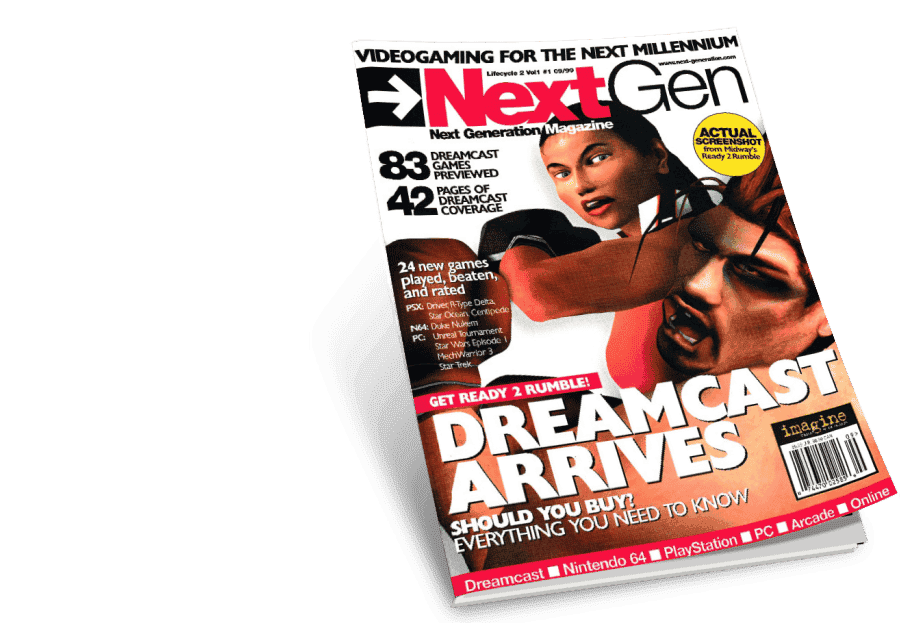 VIDEOGAMING FOR THE NEXT MILLENNIUM
www.next-generation.com
Lifecycle 2 Vol1 #1 09/99
NextGen
Next Generation Magazine
ACTUAL
SCREENSHOT
from Midway's
Ready 2 Rumble
83 DREAMCAST
GAMES
PREVIEWED
42 PAGES OF
DREAMCAST
COVERAGE
24 new games
played, beaten,
and rated
PSX: Driver, R-Type Delta,
Star Ocean, Centipede
N64: Duke Nukem
PC: Unreal Tournament
Star Wars Episode 1
MechWarrior 3
Star Trek
GET READY 2 RUMBLE!
DREAMCAST
ARRIVES
SHOULD YOU BUY?
EVERYTHING YOU NEED TO KNOW
imagine
Dreamcast ■ Nintendo 64 ■ PlayStation ■ PC ■ Arcade ■ Online